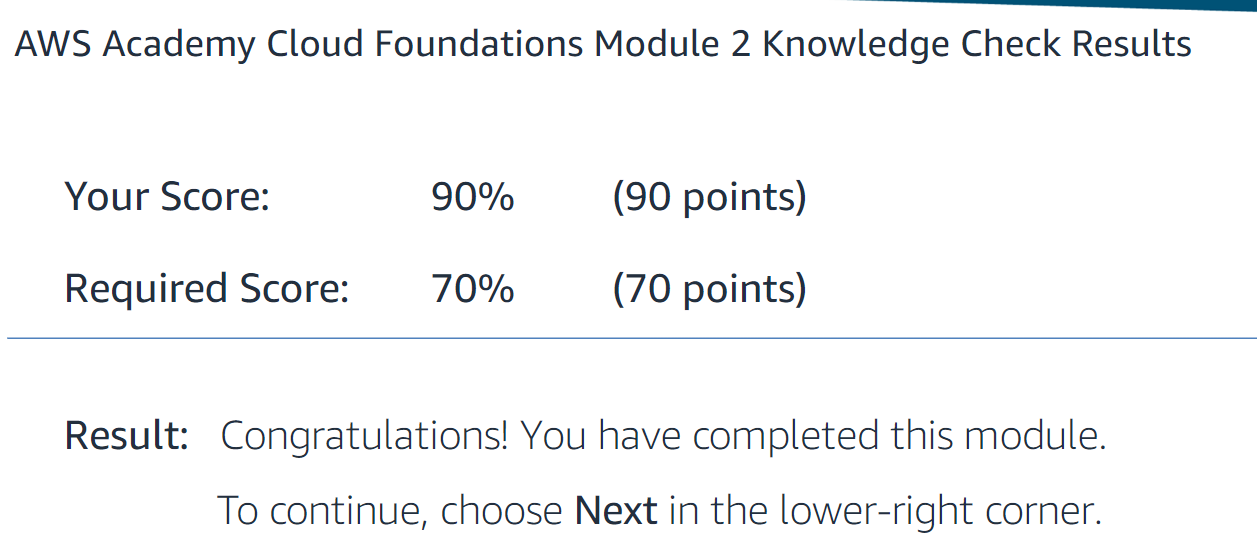 AWS Academy Cloud Foundations Module 2 Knowledge Check Results
Your Score: 90% (90 points)
Required Score: 70% (70 points)
Result: Congratulations! You have completed this module.
To continue, choose Next in the lower-right corner.